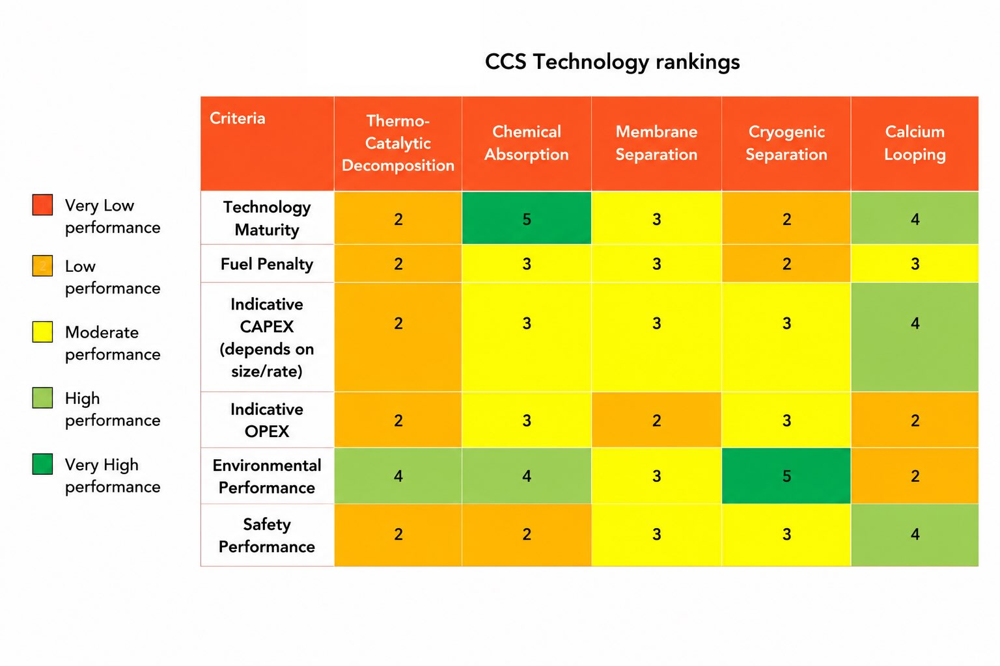 CCS Technology rankings
Criteria
Thermo-
Catalytic
Decomposition
Chemical
Absorption
Membrane
Separation
Cryogenic
Separation
Calcium
Looping
Technology
Maturity
2
5
3
2
4
Fuel Penalty
2
3
3
2
3
Indicative
CAPEX
(depends on
size/rate)
2
3
3
3
4
Indicative
OPEX
2
3
2
3
2
Environmental
Performance
4
4
3
5
2
Safety
Performance
2
2
3
3
4
Very Low
performance
2
Low
performance
Moderate
performance
High
performance
Very High
performance